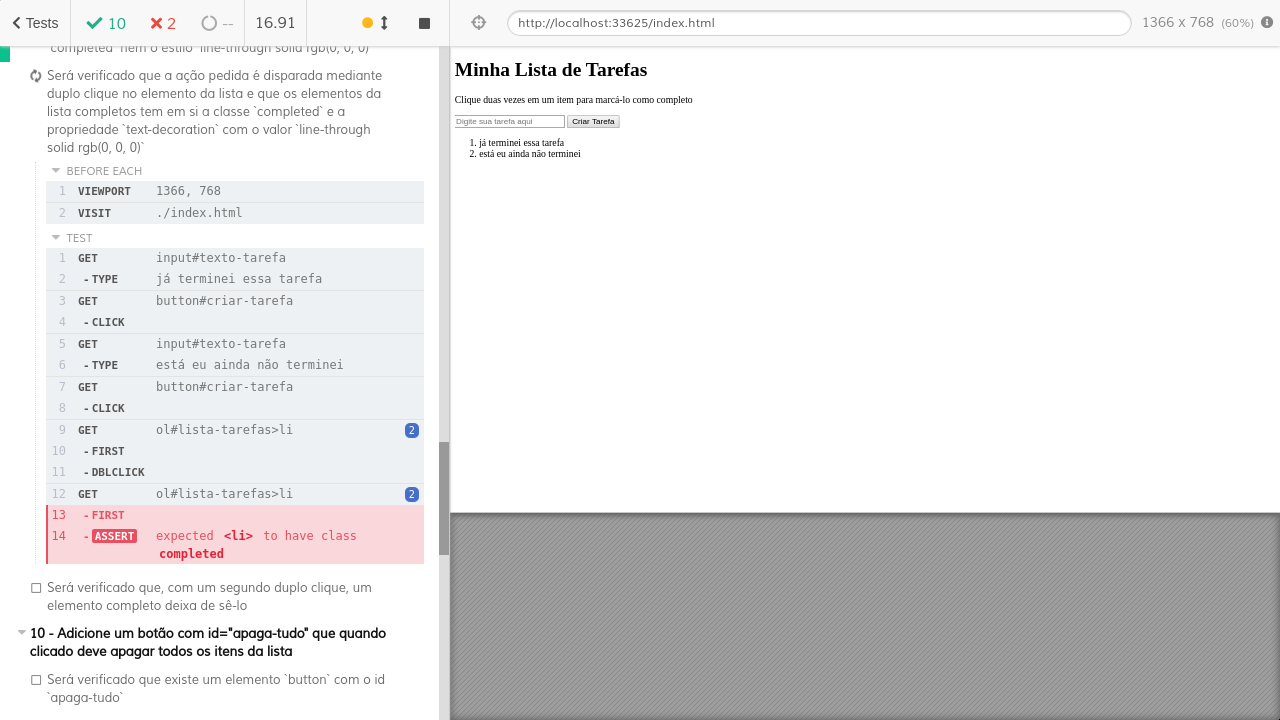 Tests
10
2
--
16.91
http://localhost:33625/index.html
1366 x 768 (60%)
`completed` nem o estilo `line-through solid rgb(0, 0, 0)`
Será verificado que a ação pedida é disparada mediante
duplo clique no elemento da lista e que os elementos da
lista completos tem em si a classe `completed` e a
propriedade `text-decoration` com o valor `line-through
solid rgb(0, 0, 0)`
BEFORE EACH
1 VIEWPORT 1366, 768
2 VISIT ./index.html
TEST
1 GET input#texto-tarefa
2 -TYPE já terminei essa tarefa
3 GET button#criar-tarefa
4 -CLICK
5 GET input#texto-tarefa
6 -TYPE está eu ainda não terminei
7 GET button#criar-tarefa
8 -CLICK
9 GET ol#lista-tarefas>li 2
10 -FIRST
11 -DBLCLICK
12 GET ol#lista-tarefas>li 2
13 -FIRST
14 -ASSERT expected <li> to have class
completed
Será verificado que, com um segundo duplo clique, um
elemento completo deixa de sê-lo
10 - Adicione um botão com id="apaga-tudo" que quando
clicado deve apagar todos os itens da lista
Será verificado que existe um elemento `button` com o id
`apaga-tudo`
Minha Lista de Tarefas
Clique duas vezes em um item para marcá-lo como completo
Digite sua tarefa aqui
Criar Tarefa
1. já terminei essa tarefa
2. está eu ainda não terminei